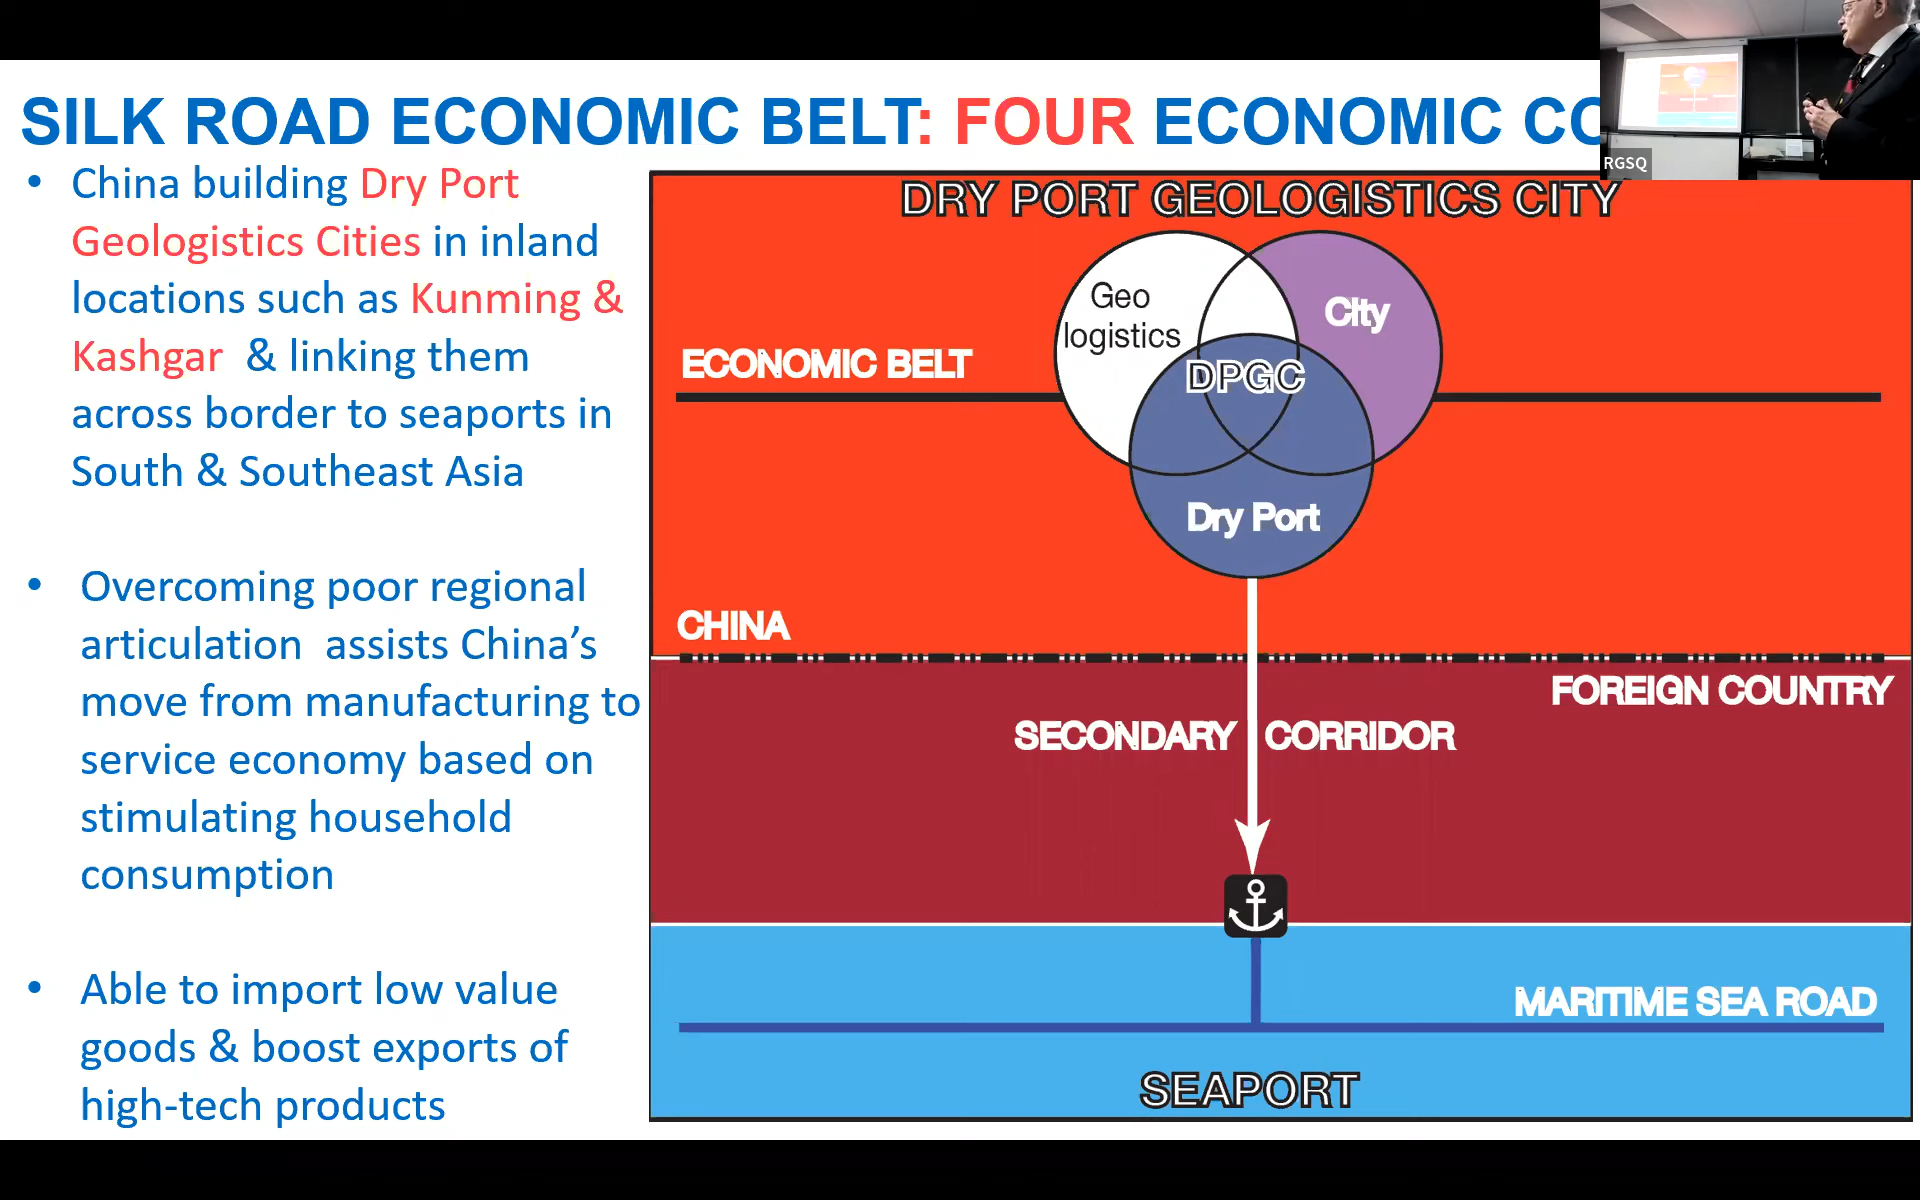 SILK ROAD ECONOMIC BELT: FOUR ECONOMIC CO
RGSQ
• China building Dry Port
Geologistics Cities in inland
locations such as Kunming &
Kashgar & linking them
across border to seaports in
South & Southeast Asia
• Overcoming poor regional
articulation assists China’s
move from manufacturing to
service economy based on
stimulating household
consumption
• Able to import low value
goods & boost exports of
high-tech products
DRY PORT GEOLOGISTICS CITY
Geo
logistics
City
ECONOMIC BELT
DPGC
Dry Port
CHINA
FOREIGN COUNTRY
SECONDARY CORRIDOR
MARITIME SEA ROAD
SEAPORT